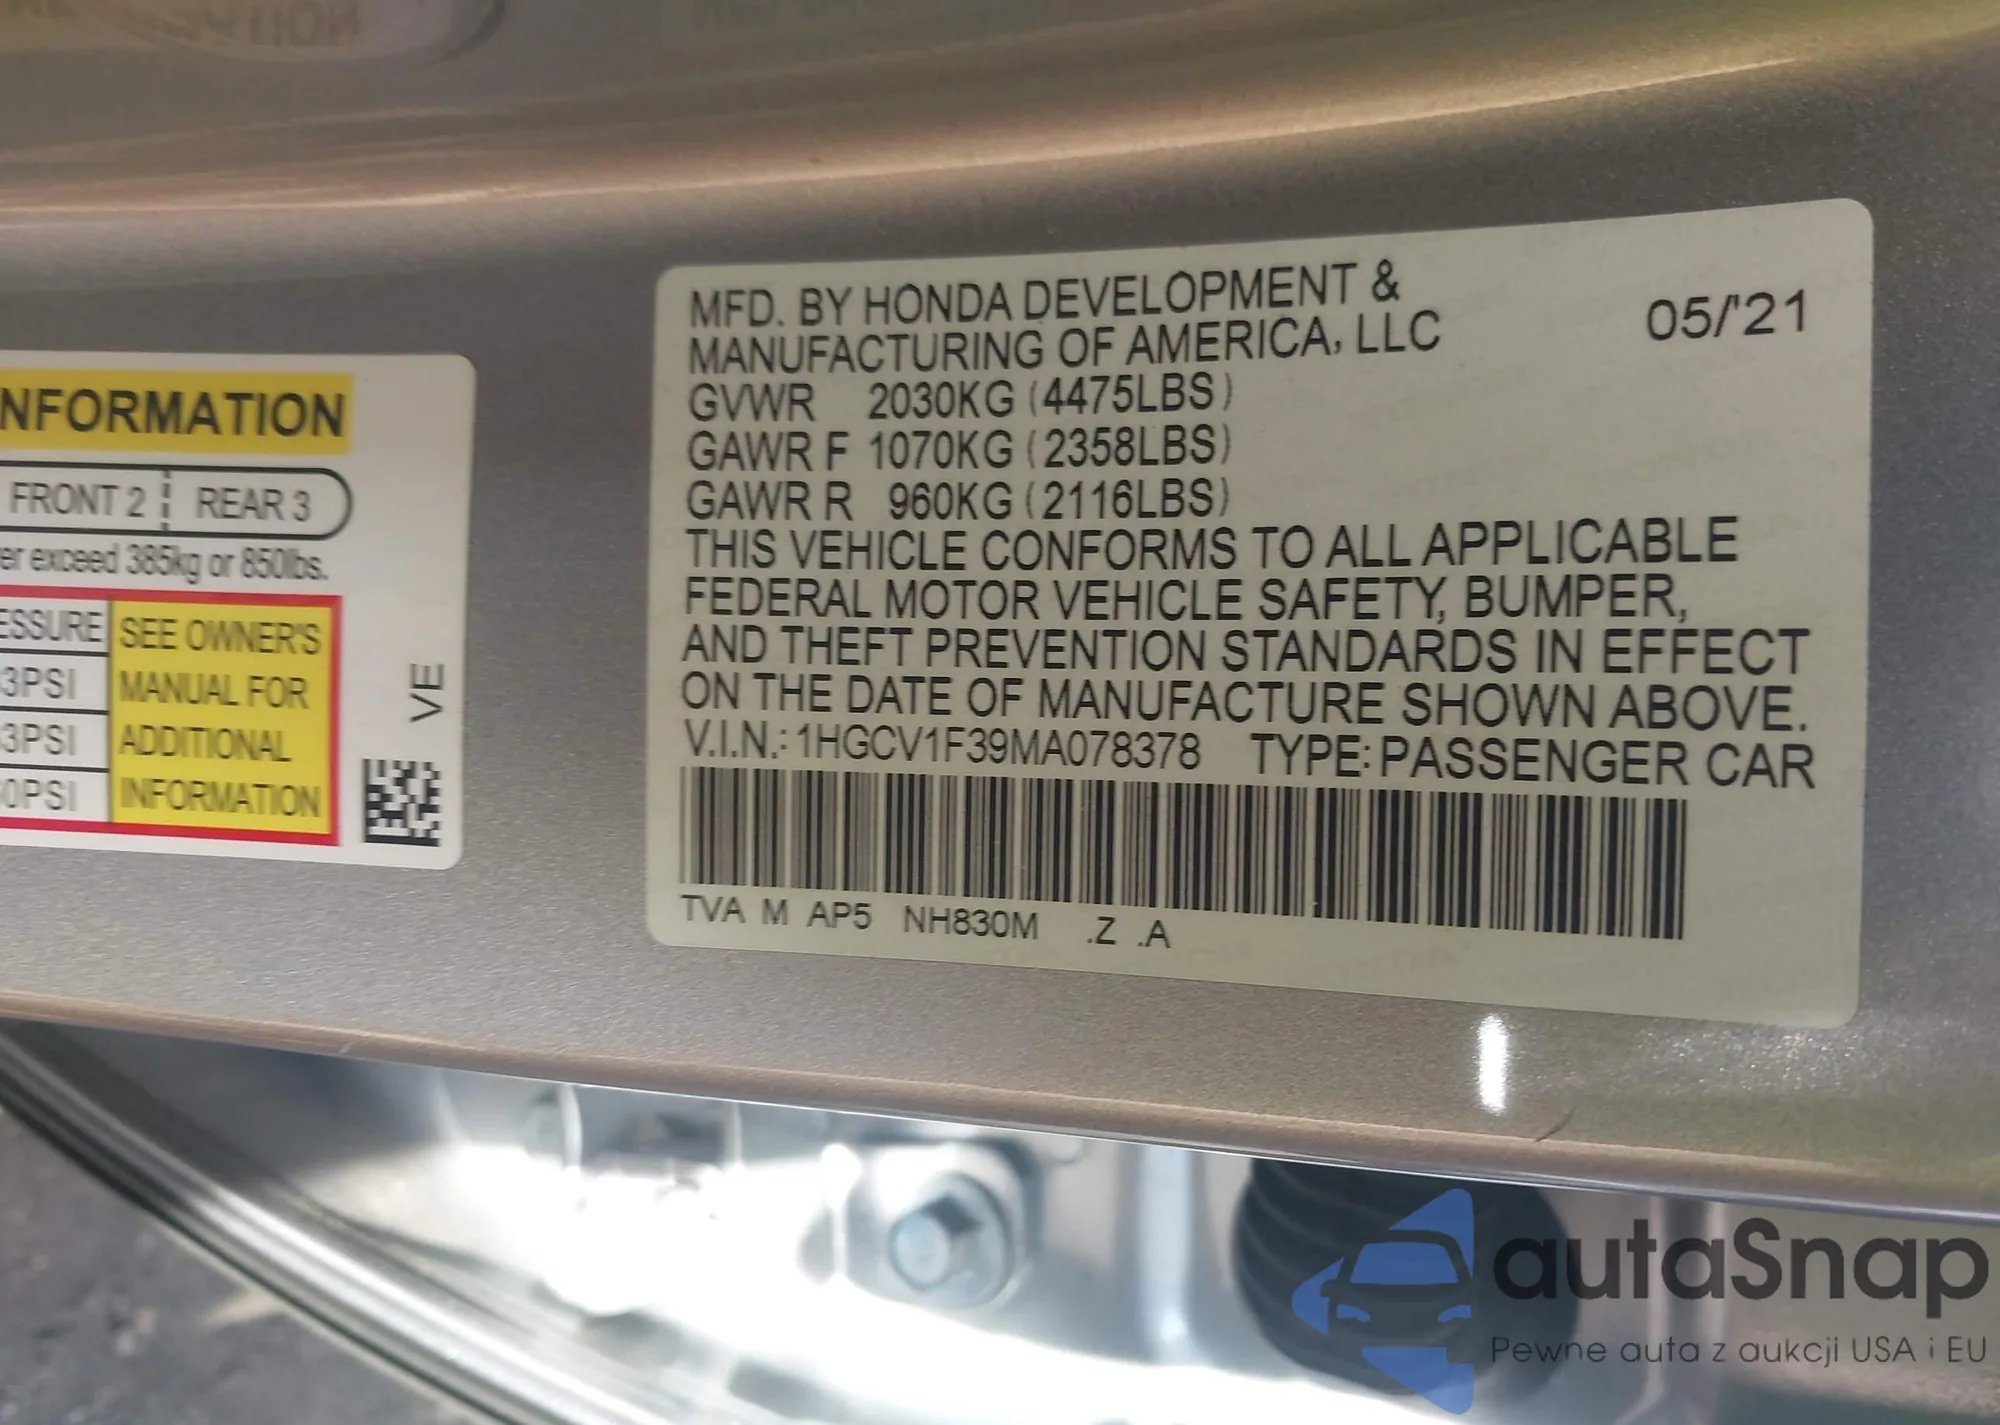 NFORMATION
FRONT 2 REAR 3
er exceed 385kg or 850lbs.
ESSURE
3PSI
3PSI
0PSI
SEE OWNER'S
MANUAL FOR
ADDITIONAL
INFORMATION
VE
MFD. BY HONDA DEVELOPMENT &
MANUFACTURING OF AMERICA, LLC
05/'21
GVWR 2030KG (4475LBS)
GAWR F 1070KG (2358LBS)
GAWR R 960KG (2116LBS)
THIS VEHICLE CONFORMS TO ALL APPLICABLE
FEDERAL MOTOR VEHICLE SAFETY, BUMPER,
AND THEFT PREVENTION STANDARDS IN EFFECT
ON THE DATE OF MANUFACTURE SHOWN ABOVE.
V.I.N.: 1HGCV1F39MA078378 TYPE: PASSENGER CAR
TVA M AP5 NH830M .Z .A
autaSnap
Pewne auta z aukcji USA i EU